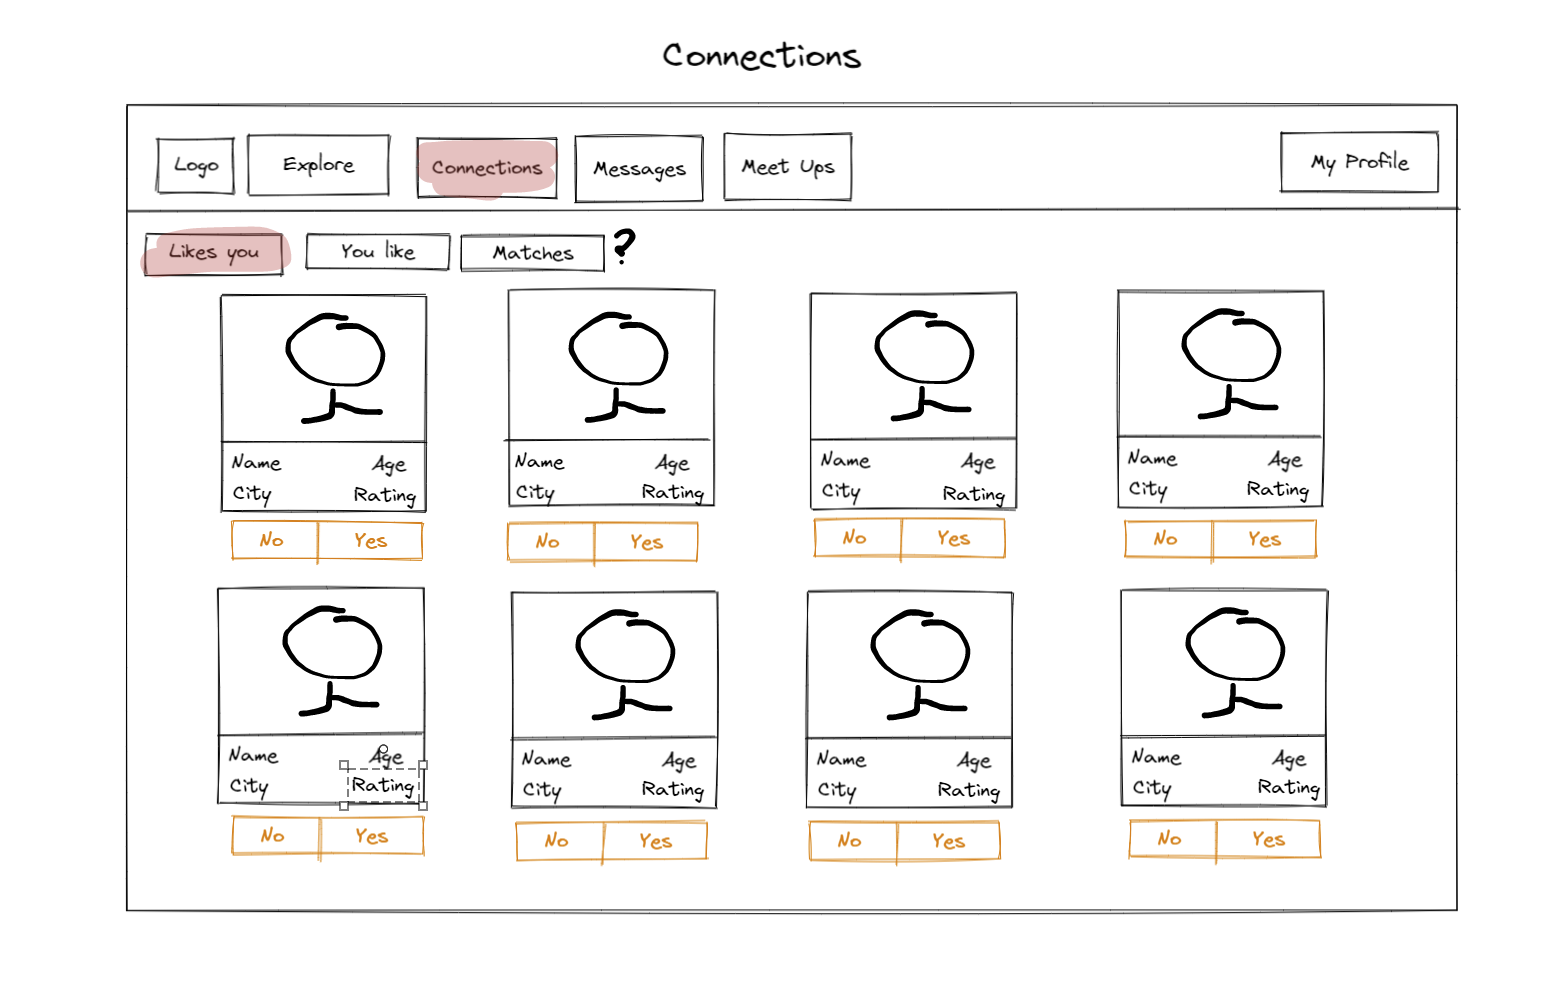 Connections
Logo Explore Connections Messages Meet Ups My Profile
Likes you You like Matches ?
Name Age Name Age Name Age Name Age
City Rating City Rating City Rating City Rating
No Yes No Yes No Yes No Yes
Name Age Name Age Name Age Name Age
City Rating City Rating City Rating City Rating
No Yes No Yes No Yes No Yes